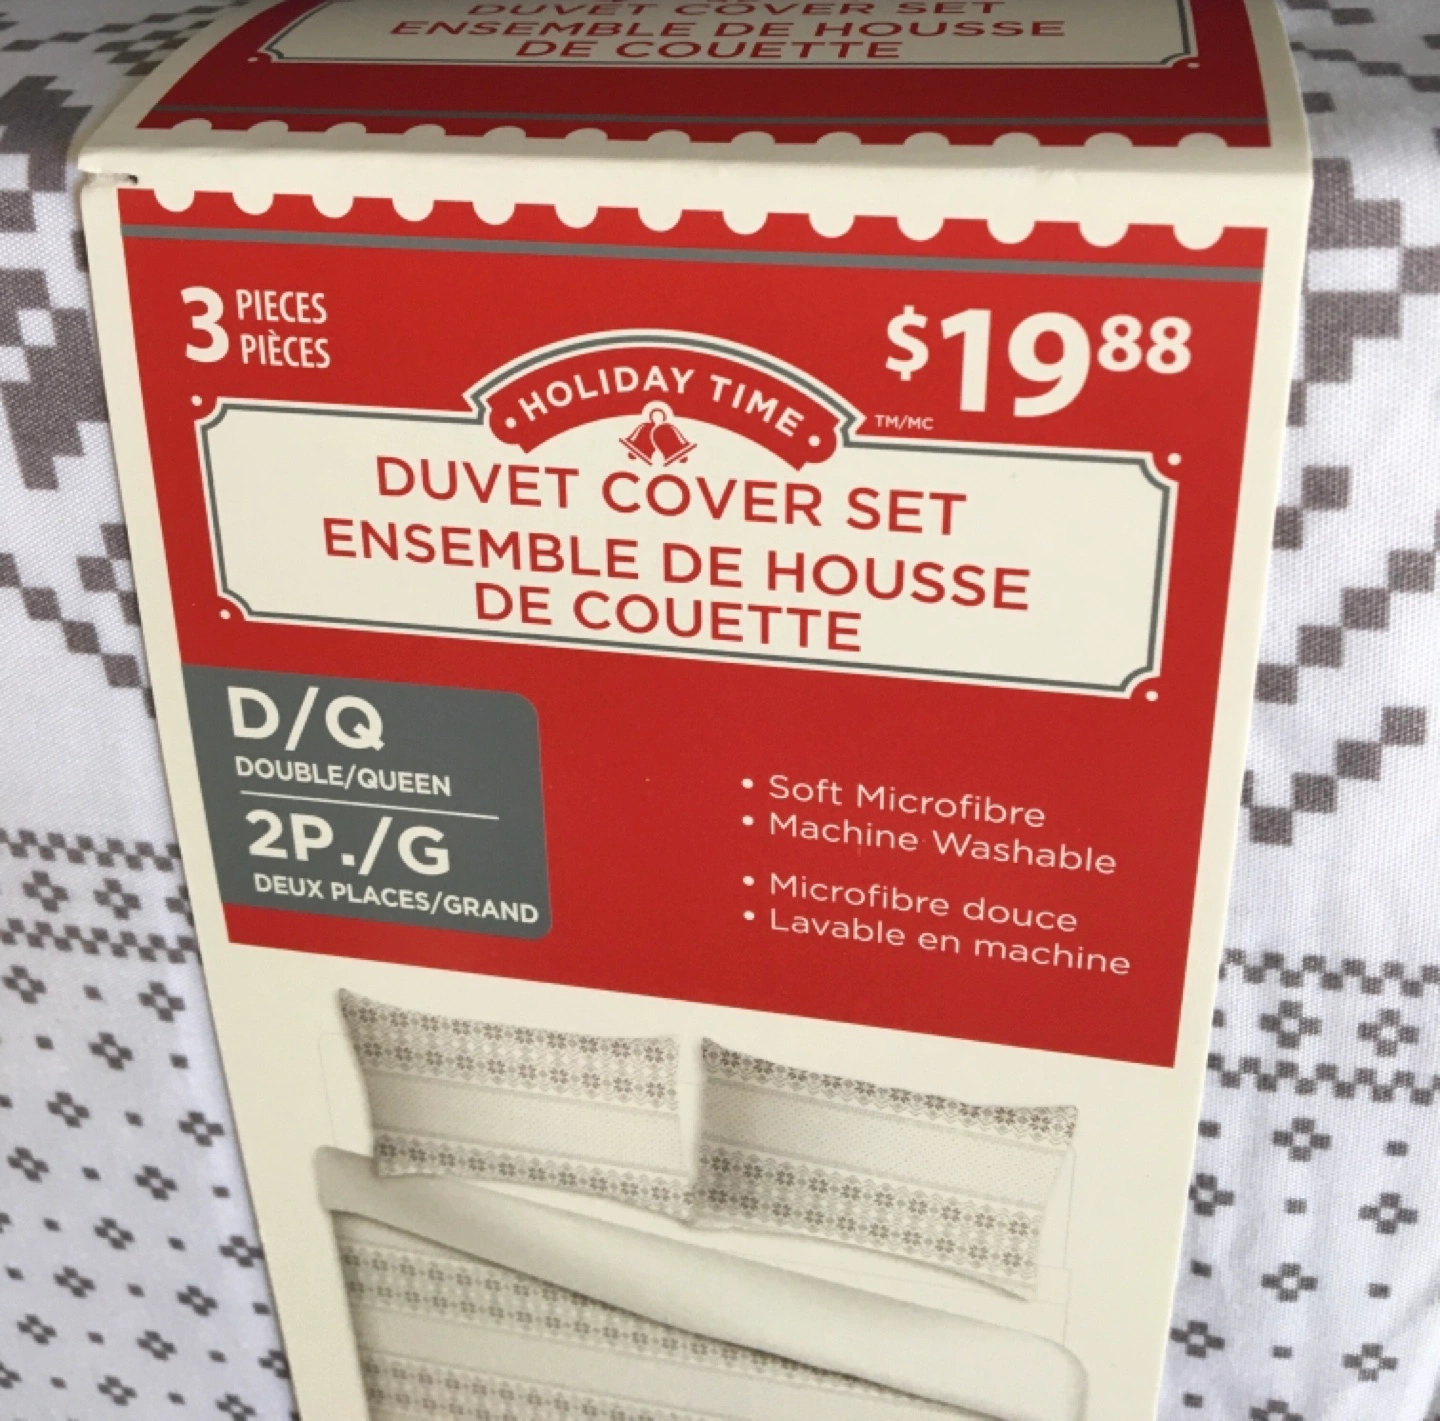 DUVET COVER SET
ENSEMBLE DE HOUSSE
DE COUETTE
3 PIECES
PIÈCES
$19.88
HOLIDAY TIME
TM/MC
DUVET COVER SET
ENSEMBLE DE HOUSSE
DE COUETTE
D/Q
DOUBLE/QUEEN
2P./G
DEUX PLACES/GRAND
• Soft Microfibre
• Machine Washable
• Microfibre douce
• Lavable en machine